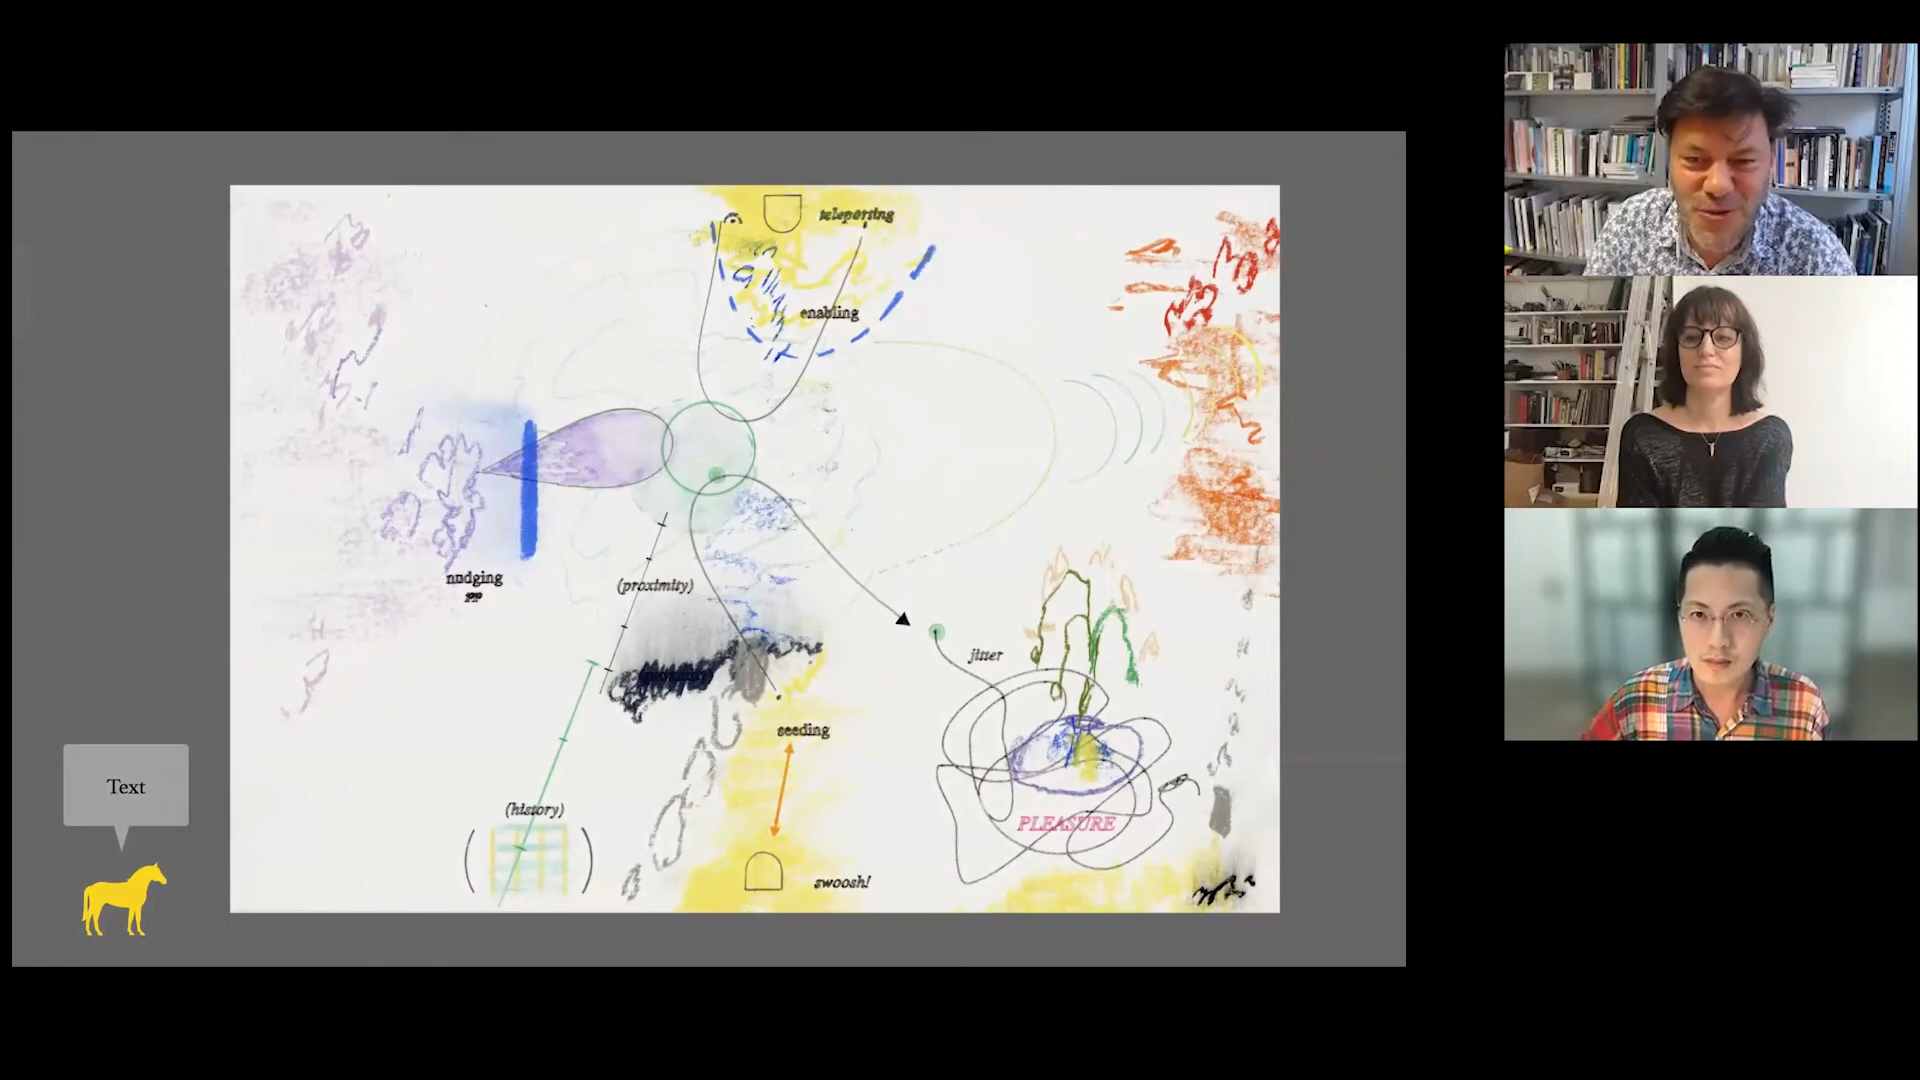 teleporting
enabling
nudging
(proximity)
jitter
seeding
PLEASURE
(history)
swoosh!
Text